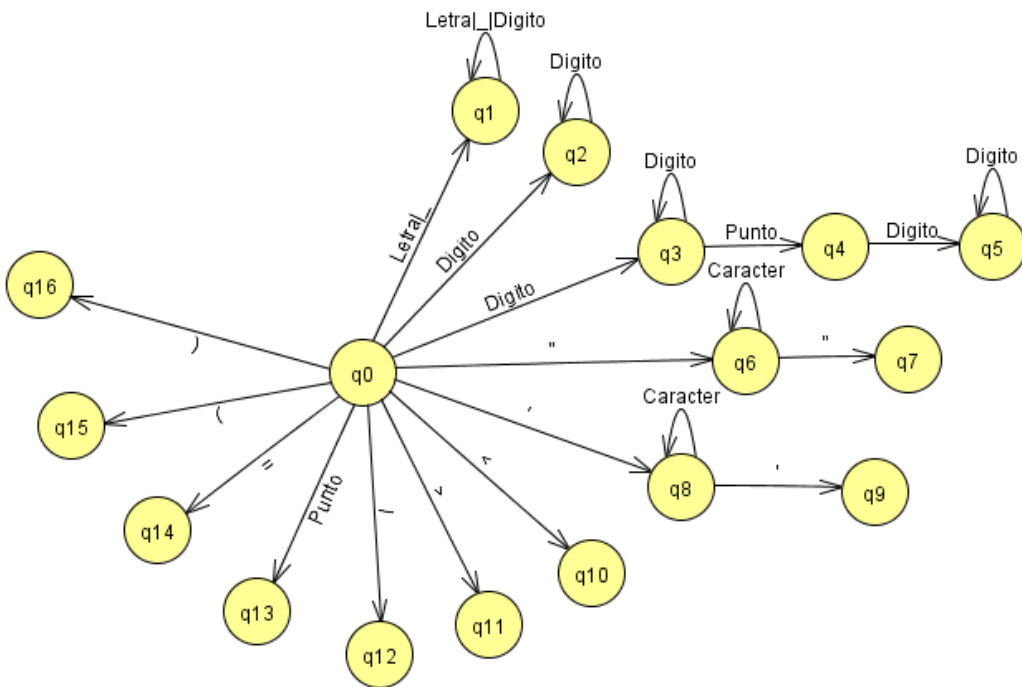 Letra|_|Digito
q1
Digito
q2
Digito
q3
Digito
q5
Letra|_
Digito
Digito
Punto
q4
Digito
Caracter
q6
"
"
q7
q16
)
q0
q15
(
Caracter
q8
'
'
q9
q14
=
Punto
q13
q12
>
q11
<
q10